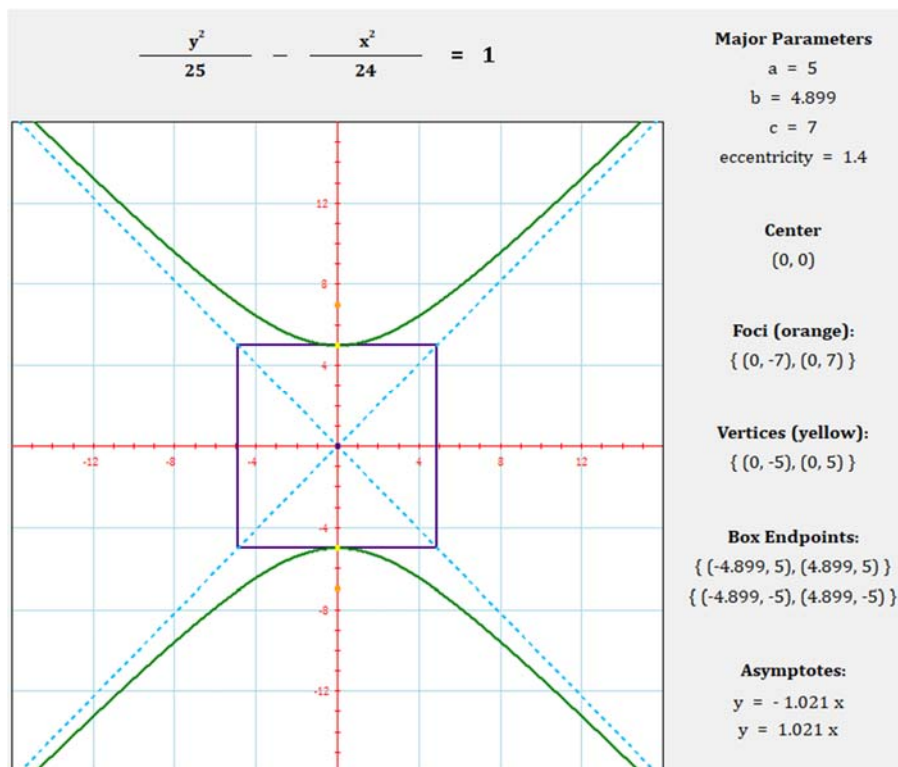 y²/25 − x²/24 = 1
Major Parameters
a = 5
b = 4.899
c = 7
eccentricity = 1.4
Center
(0, 0)
Foci (orange):
{ (0, -7), (0, 7) }
Vertices (yellow):
{ (0, -5), (0, 5) }
Box Endpoints:
{ (-4.899, 5), (4.899, 5) }
{ (-4.899, -5), (4.899, -5) }
Asymptotes:
y = - 1.021 x
y = 1.021 x
12
8
4
-12 -8 -4 4 8 12
-4
-8
-12